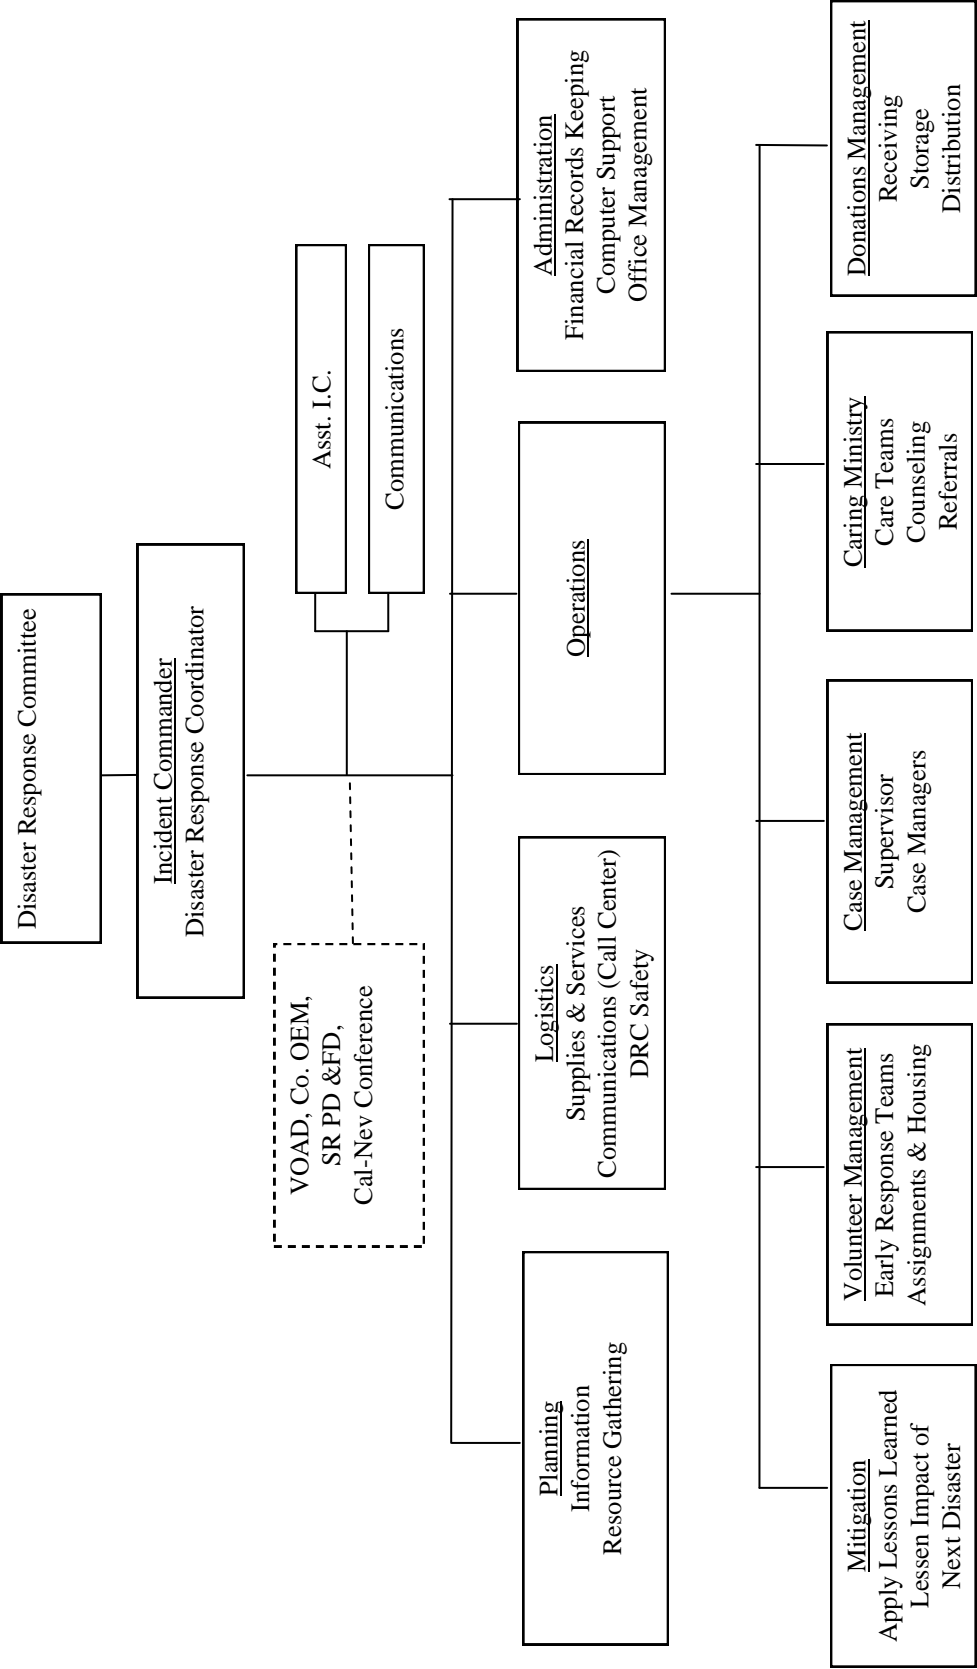 Disaster Response Committee
Incident Commander
Disaster Response Coordinator
VOAD, Co. OEM,
SR PD &FD,
Cal-Nev Conference
Asst. I.C.
Communications
Planning
Information
Resource Gathering
Logistics
Supplies & Services
Communications (Call Center)
DRC Safety
Operations
Administration
Financial Records Keeping
Computer Support
Office Management
Mitigation
Apply Lessons Learned
Lessen Impact of
Next Disaster
Volunteer Management
Early Response Teams
Assignments & Housing
Case Management
Supervisor
Case Managers
Caring Ministry
Care Teams
Counseling
Referrals
Donations Management
Receiving
Storage
Distribution